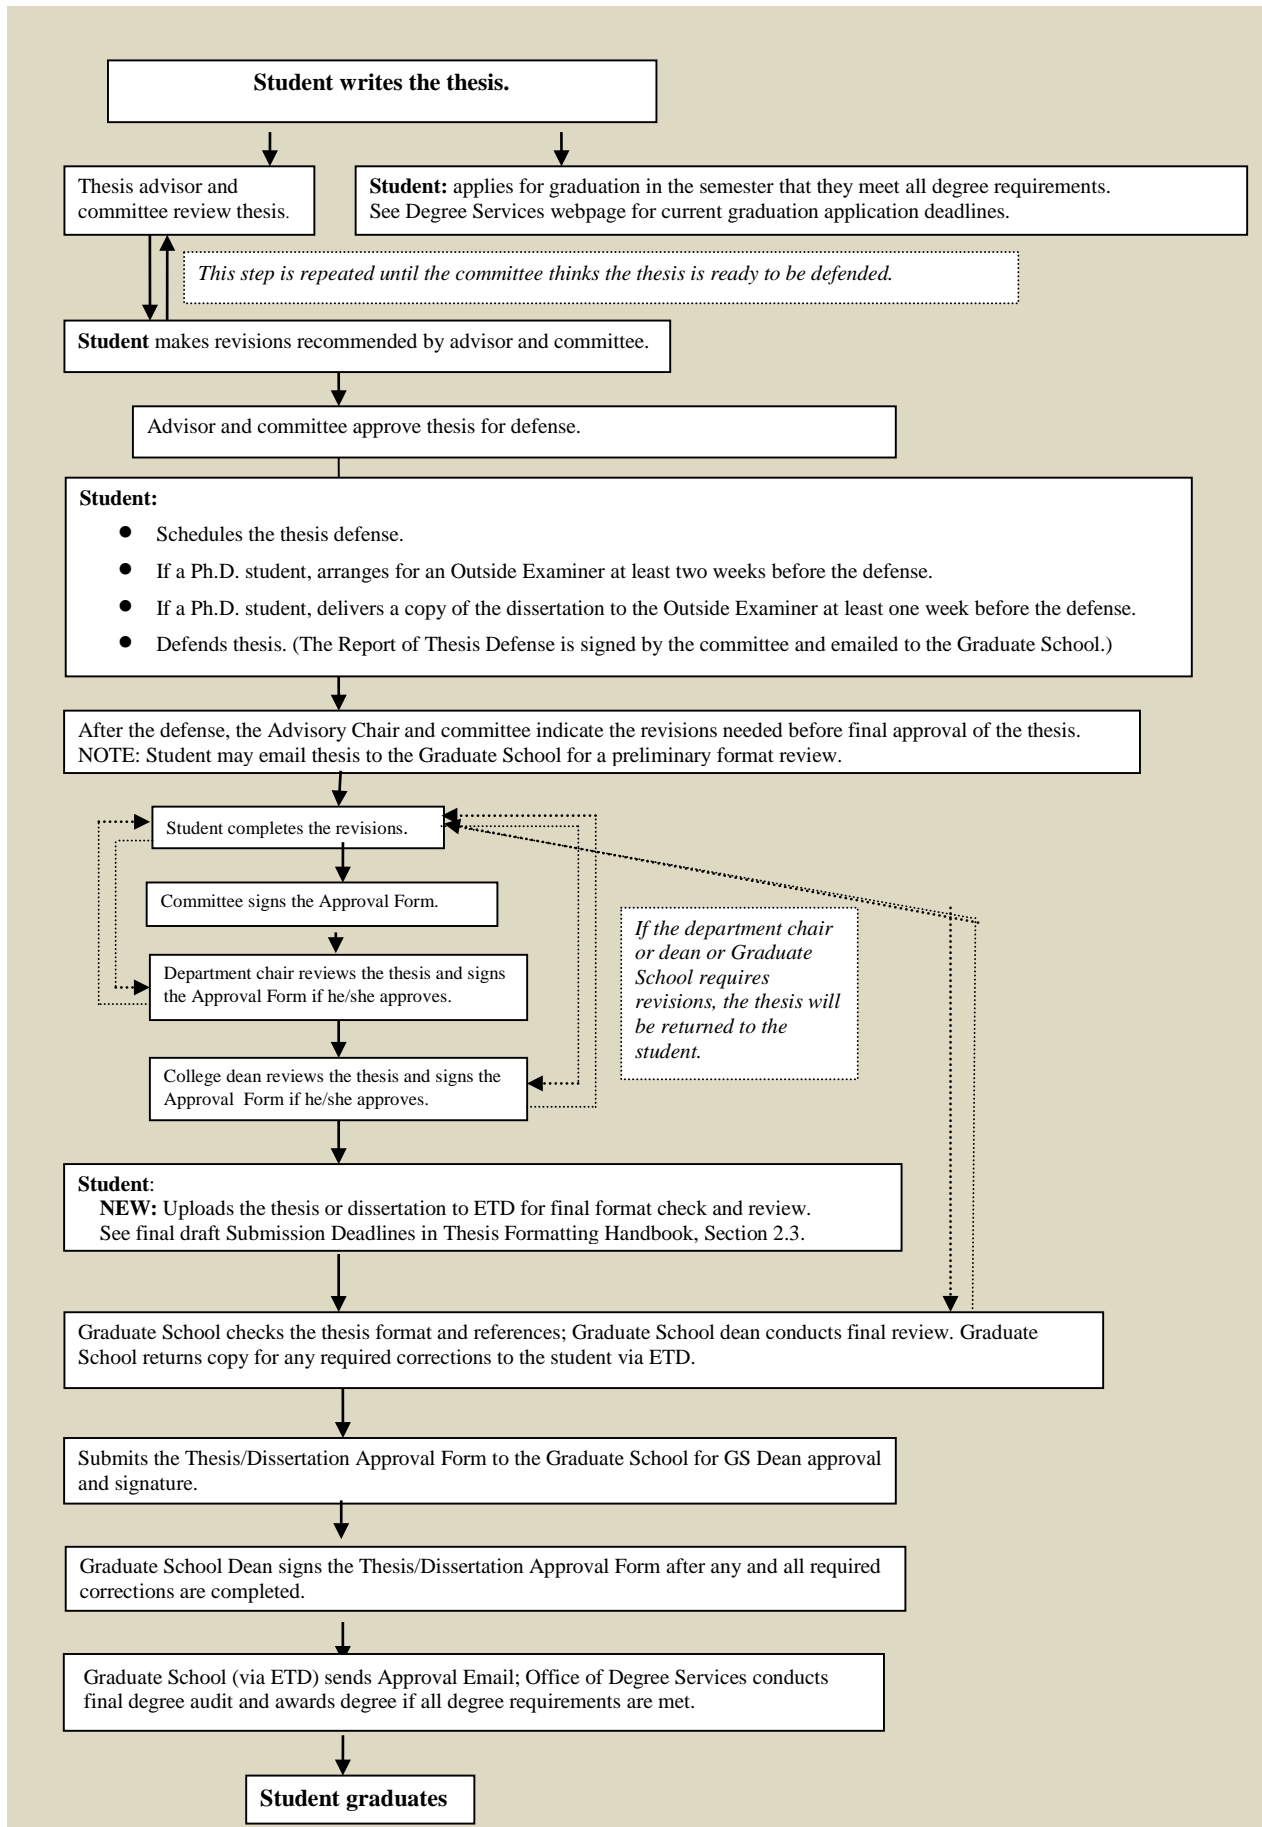 Student writes the thesis.
Thesis advisor and
committee review thesis.
Student: applies for graduation in the semester that they meet all degree requirements.
See Degree Services webpage for current graduation application deadlines.
This step is repeated until the committee thinks the thesis is ready to be defended.
Student makes revisions recommended by advisor and committee.
Advisor and committee approve thesis for defense.
Student:
● Schedules the thesis defense.
● If a Ph.D. student, arranges for an Outside Examiner at least two weeks before the defense.
● If a Ph.D. student, delivers a copy of the dissertation to the Outside Examiner at least one week before the defense.
● Defends thesis. (The Report of Thesis Defense is signed by the committee and emailed to the Graduate School.)
After the defense, the Advisory Chair and committee indicate the revisions needed before final approval of the thesis.
NOTE: Student may email thesis to the Graduate School for a preliminary format review.
Student completes the revisions.
Committee signs the Approval Form.
Department chair reviews the thesis and signs
the Approval Form if he/she approves.
College dean reviews the thesis and signs the
Approval Form if he/she approves.
If the department chair
or dean or Graduate
School requires
revisions, the thesis will
be returned to the
student.
Student:
NEW: Uploads the thesis or dissertation to ETD for final format check and review.
See final draft Submission Deadlines in Thesis Formatting Handbook, Section 2.3.
Graduate School checks the thesis format and references; Graduate School dean conducts final review. Graduate
School returns copy for any required corrections to the student via ETD.
Submits the Thesis/Dissertation Approval Form to the Graduate School for GS Dean approval
and signature.
Graduate School Dean signs the Thesis/Dissertation Approval Form after any and all required
corrections are completed.
Graduate School (via ETD) sends Approval Email; Office of Degree Services conducts
final degree audit and awards degree if all degree requirements are met.
Student graduates